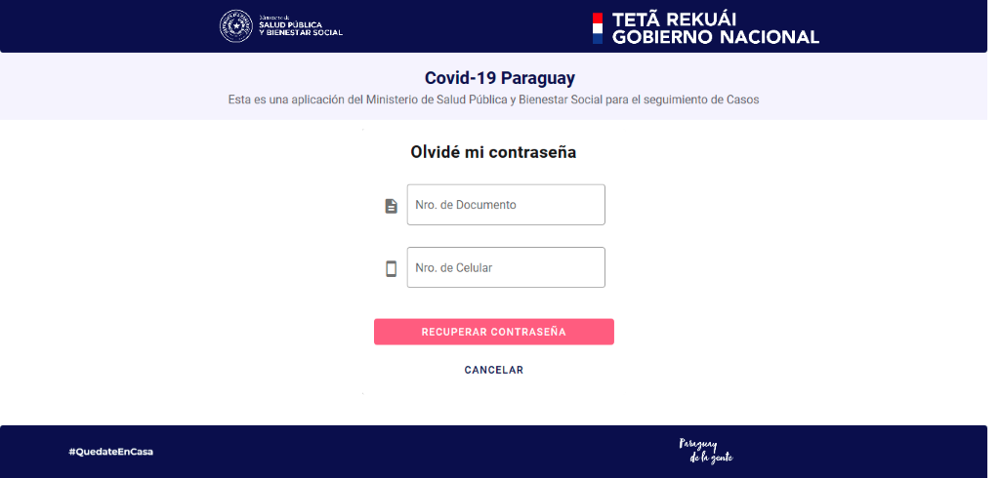 Ministerio de
SALUD PÚBLICA
Y BIENESTAR SOCIAL
TETÃ REKUÁI
GOBIERNO NACIONAL
Covid-19 Paraguay
Esta es una aplicación del Ministerio de Salud Pública y Bienestar Social para el seguimiento de Casos
Olvidé mi contraseña
Nro. de Documento
Nro. de Celular
RECUPERAR CONTRASEÑA
CANCELAR
#QuedateEnCasa
Paraguay
de la gente